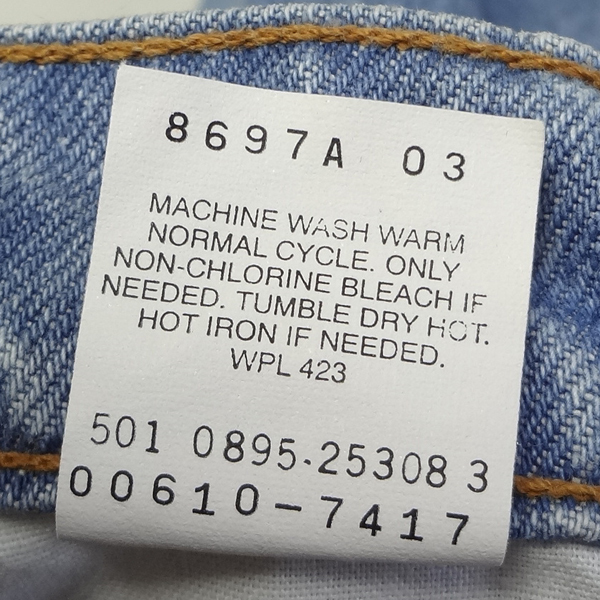 8697A 03
MACHINE WASH WARM
NORMAL CYCLE. ONLY
NON-CHLORINE BLEACH IF
NEEDED. TUMBLE DRY HOT.
HOT IRON IF NEEDED.
WPL 423
501 0895-25308 3
00610-7417